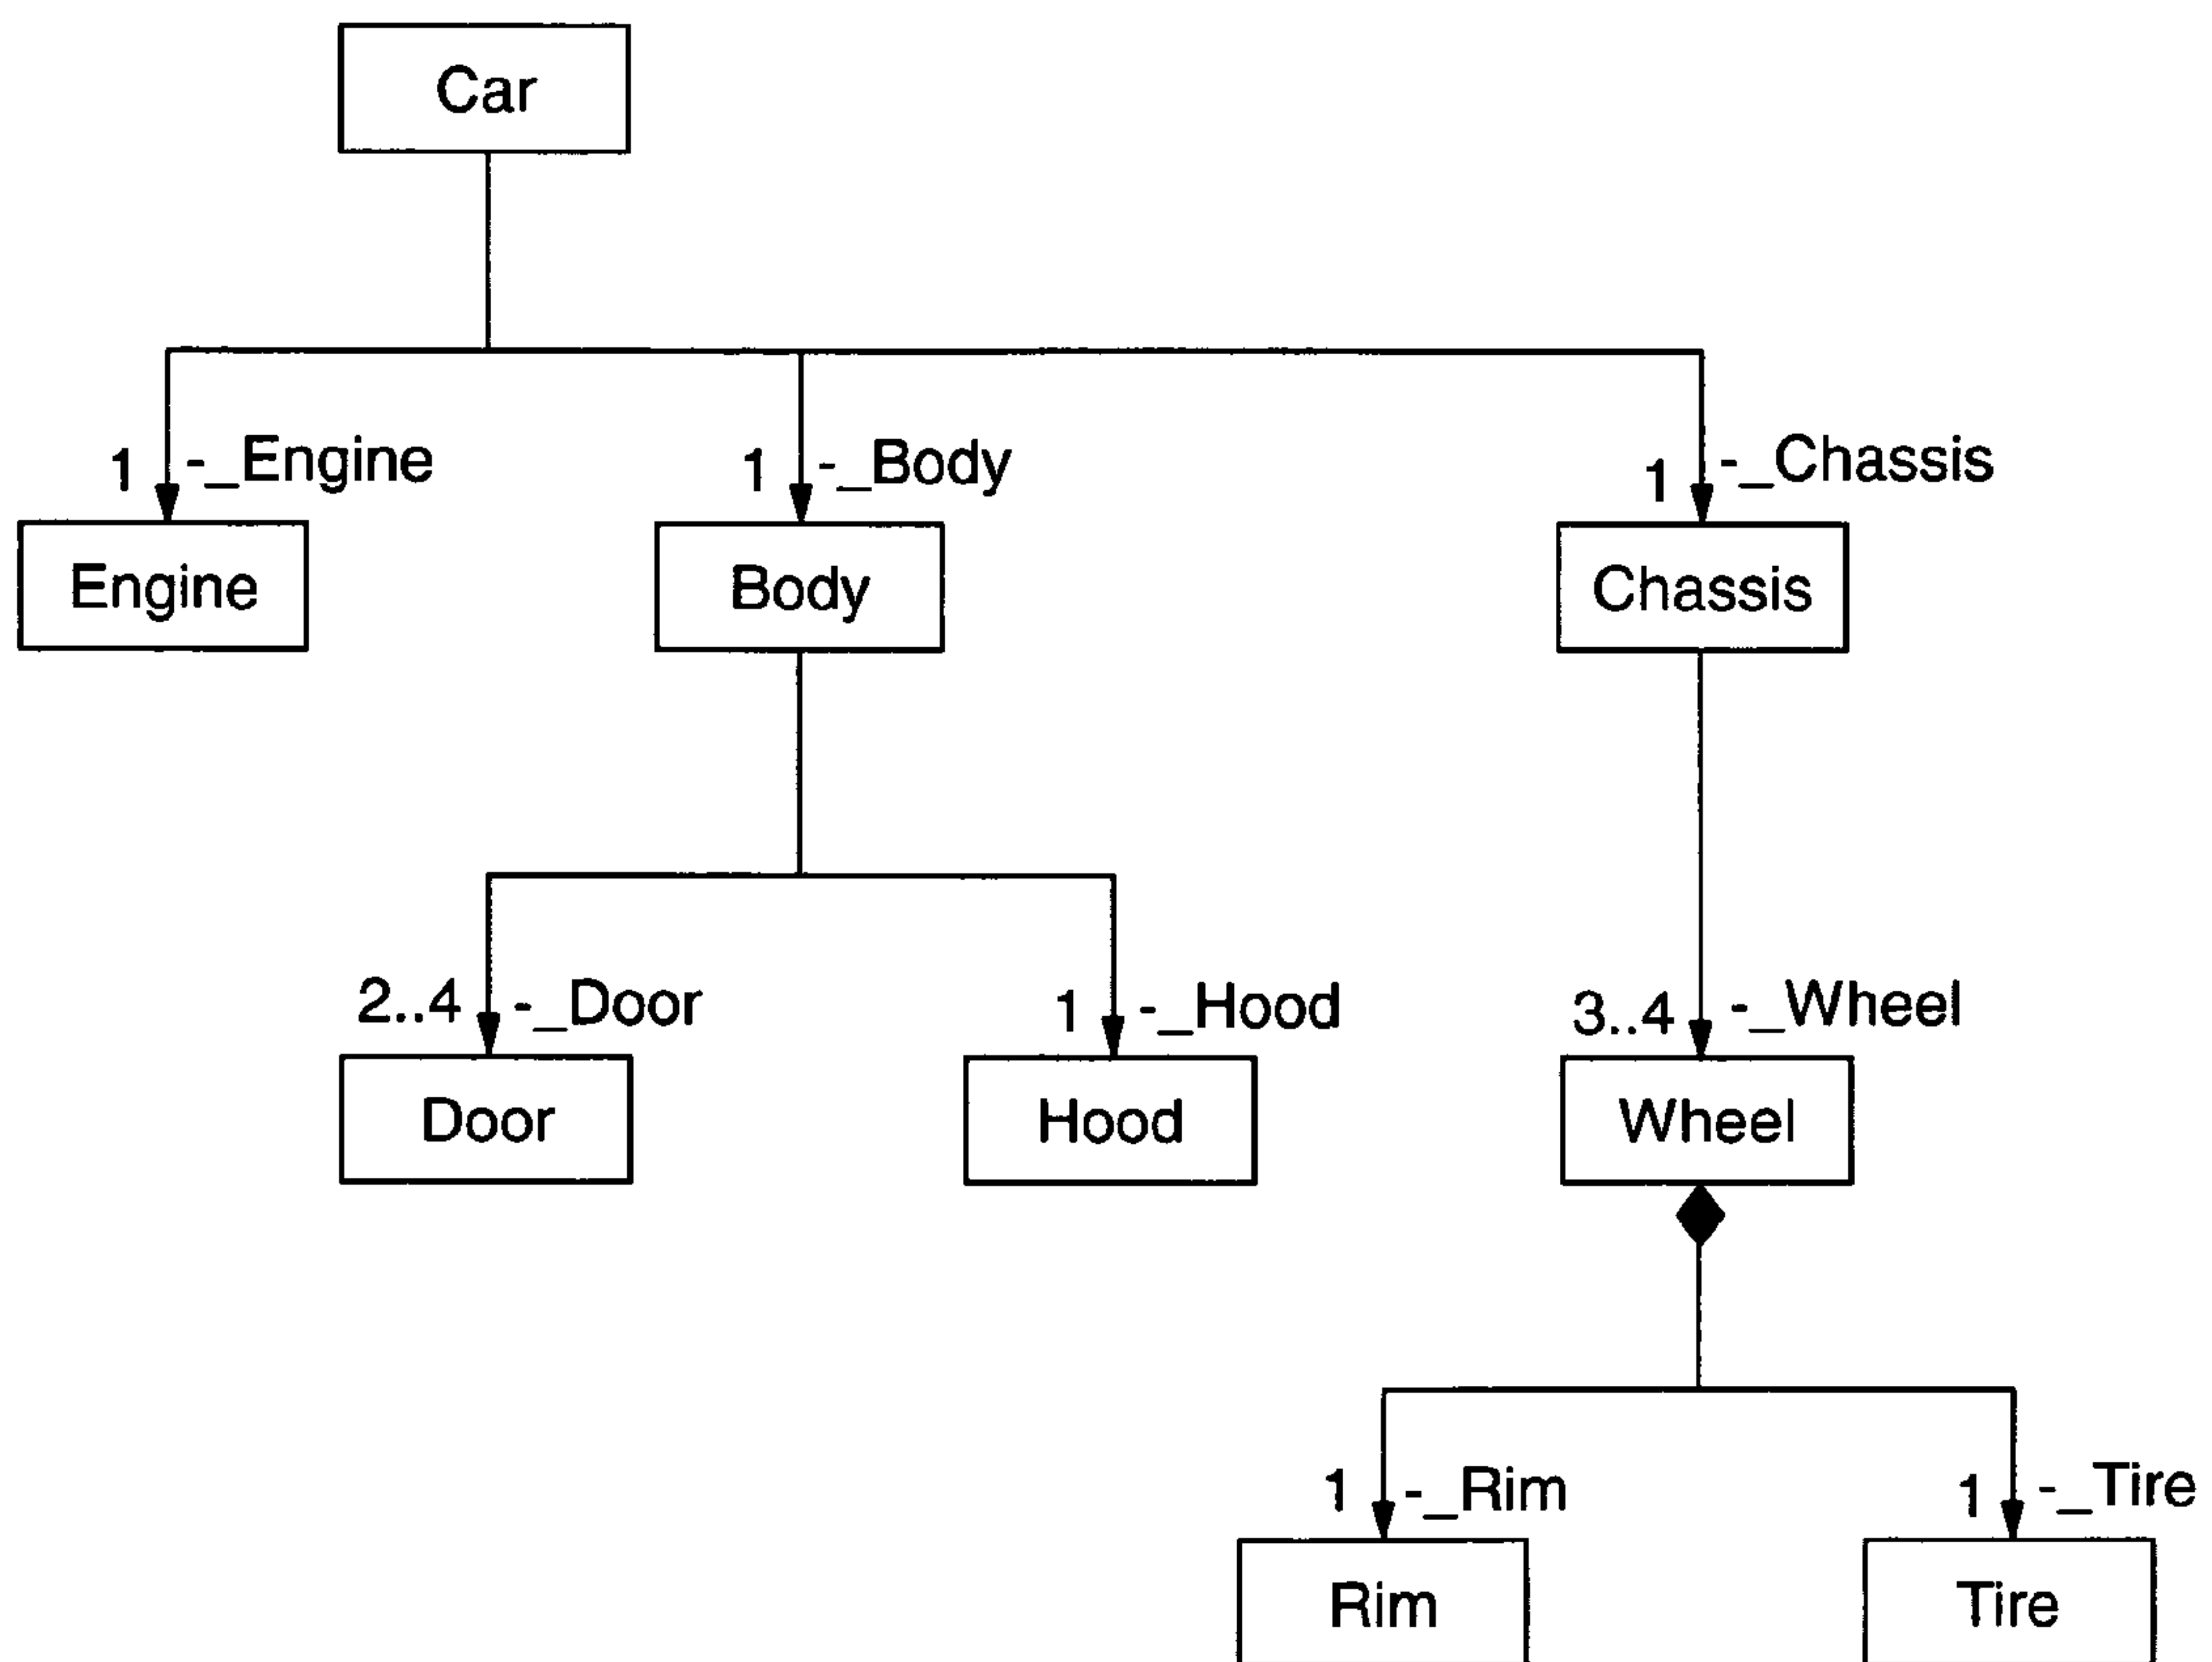 Car
1 -_Engine
1 -_Body
1 -_Chassis
Engine
Body
Chassis
2..4 -_Door
1 -_Hood
3..4 -_Wheel
Door
Hood
Wheel
1 -_Rim
1 -_Tire
Rim
Tire